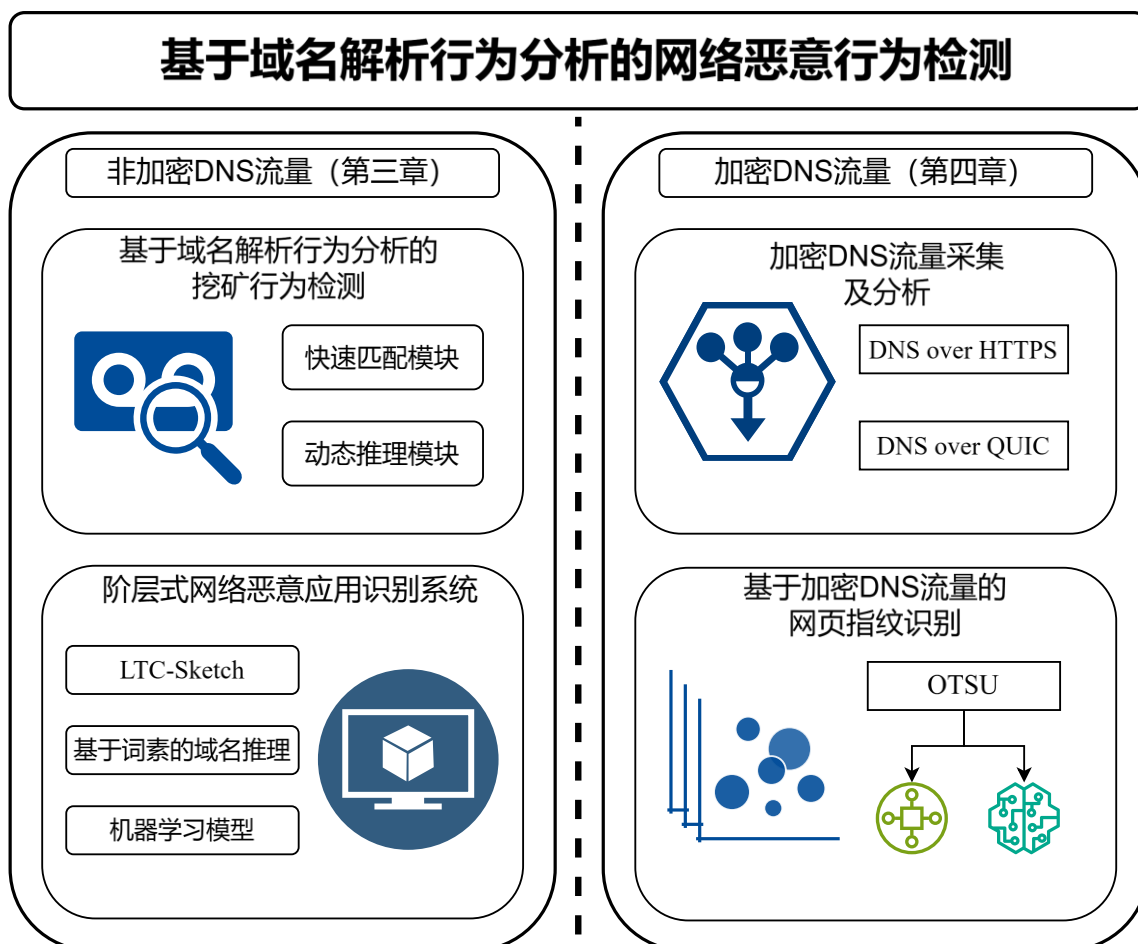 基于域名解析行为分析的网络恶意行为检测
非加密DNS流量（第三章）
基于域名解析行为分析的
挖矿行为检测
快速匹配模块
动态推理模块
阶层式网络恶意应用识别系统
LTC-Sketch
基于词素的域名推理
机器学习模型
加密DNS流量（第四章）
加密DNS流量采集
及分析
DNS over HTTPS
DNS over QUIC
基于加密DNS流量的
网页指纹识别
OTSU